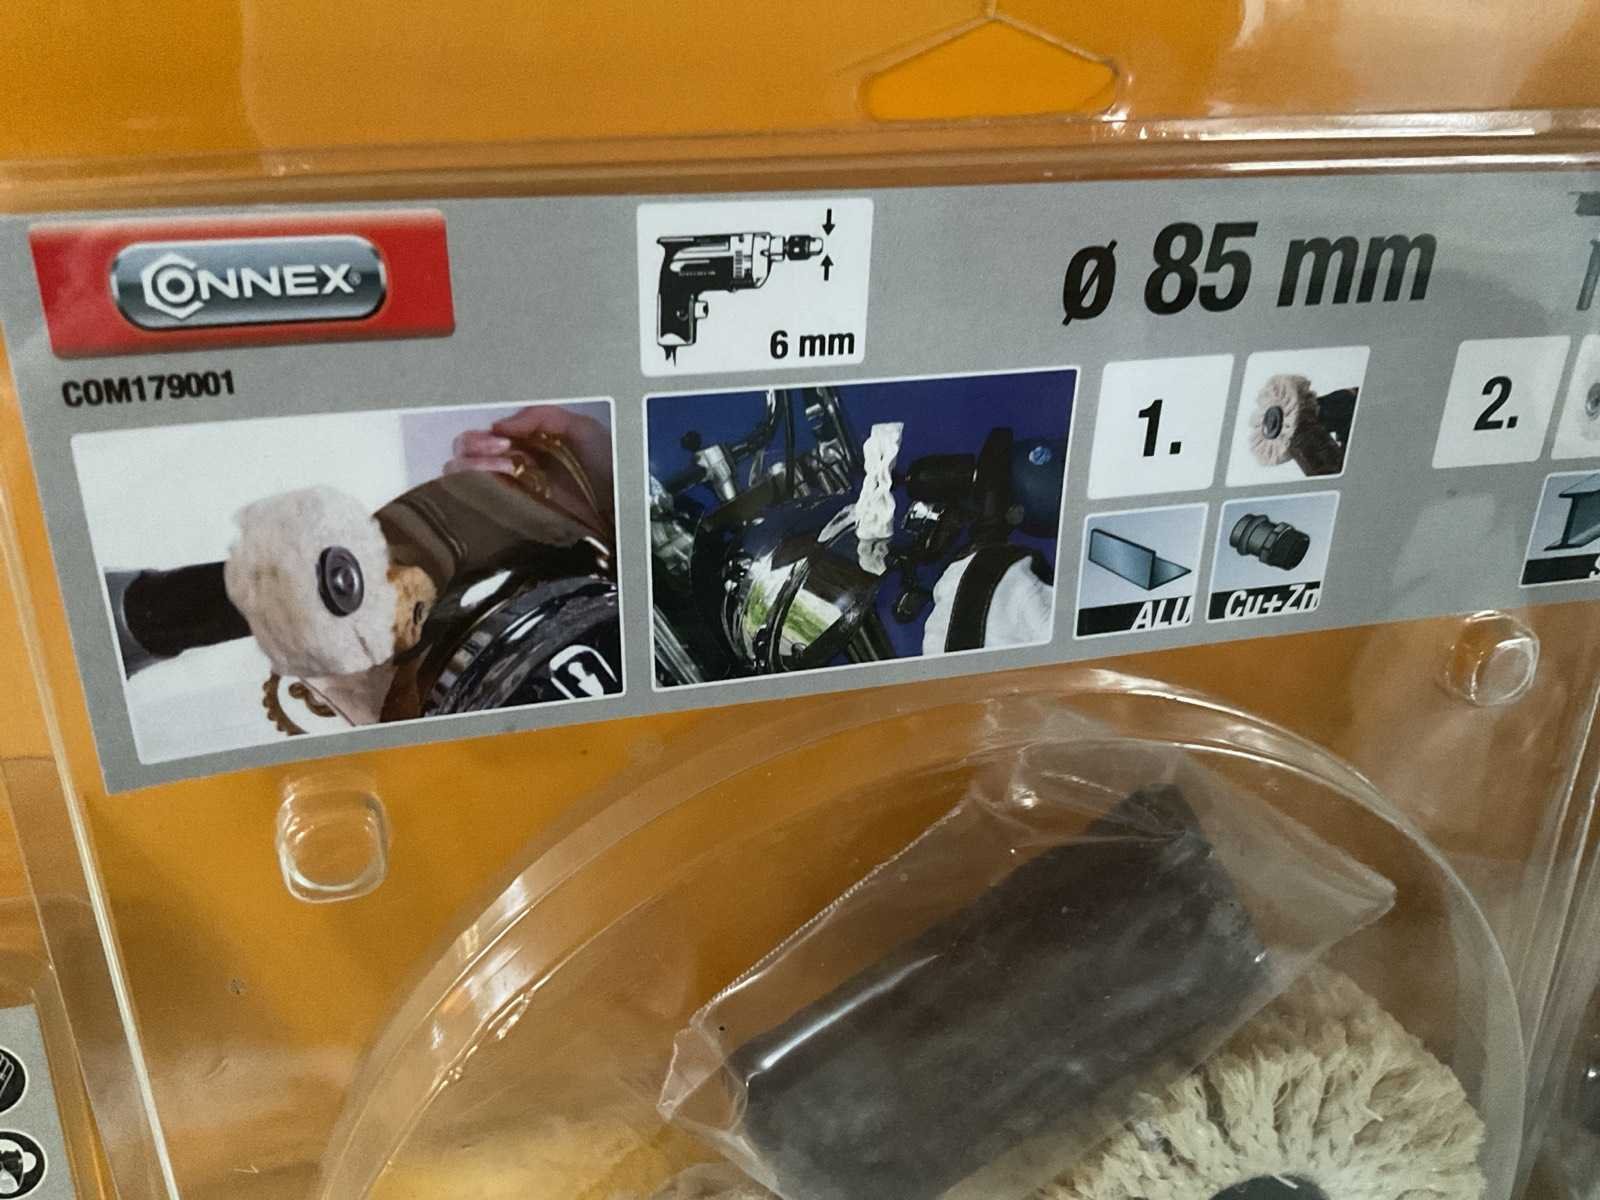 CONNEX®
6 mm
ø 85 mm
COM179001
1.
2.
ALU
Cu+Zn